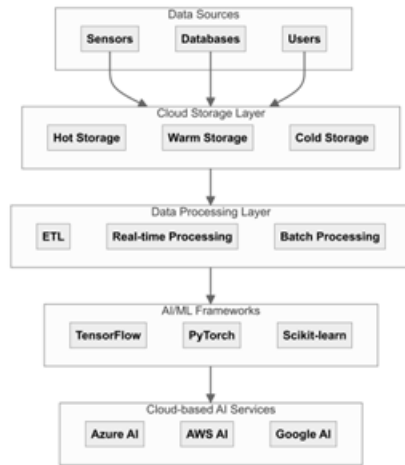 Data Sources
Sensors Databases Users
Cloud Storage Layer
Hot Storage Warm Storage Cold Storage
Data Processing Layer
ETL Real-time Processing Batch Processing
AI/ML Frameworks
TensorFlow PyTorch Scikit-learn
Cloud-based AI Services
Azure AI AWS AI Google AI